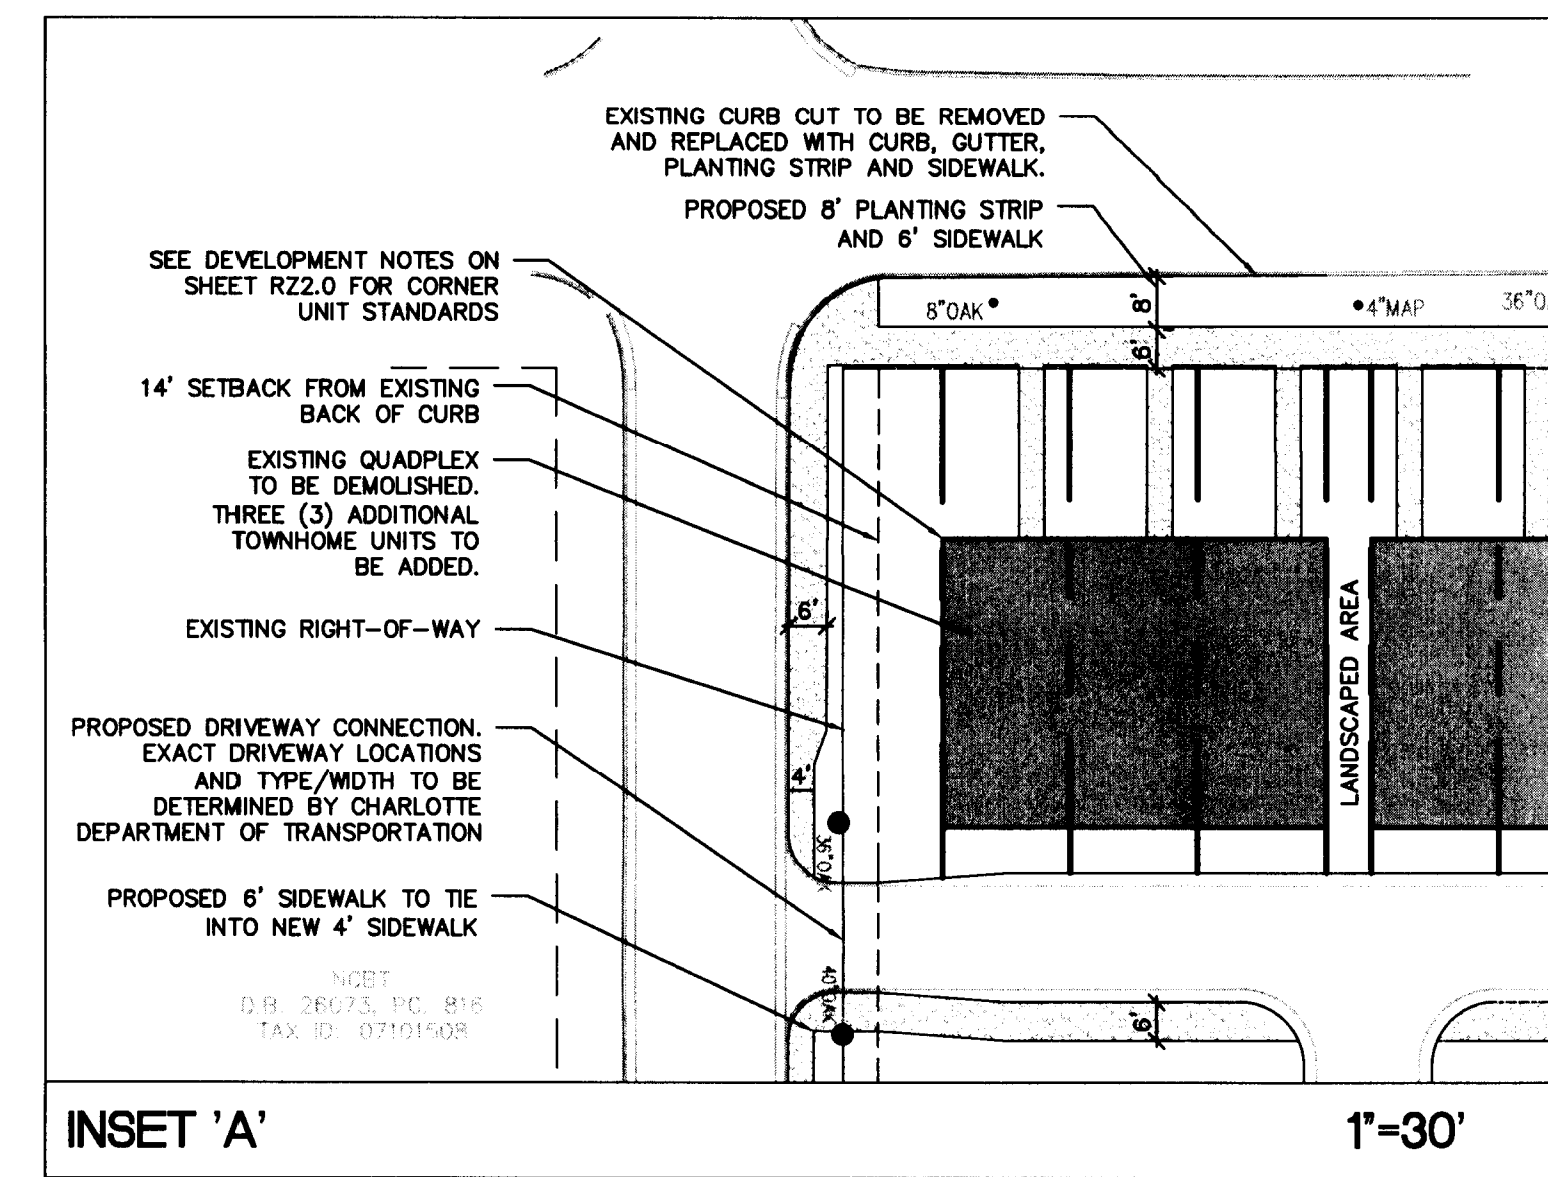 EXISTING CURB CUT TO BE REMOVED
AND REPLACED WITH CURB, GUTTER,
PLANTING STRIP AND SIDEWALK.
PROPOSED 8' PLANTING STRIP
AND 6' SIDEWALK
SEE DEVELOPMENT NOTES ON
SHEET RZ2.0 FOR CORNER
UNIT STANDARDS
8"OAK
8'
4"MAP
36"O
6'
14' SETBACK FROM EXISTING
BACK OF CURB
EXISTING QUADPLEX
TO BE DEMOLISHED.
THREE (3) ADDITIONAL
TOWNHOME UNITS TO
BE ADDED.
6'
EXISTING RIGHT-OF-WAY
LANDSCAPED AREA
PROPOSED DRIVEWAY CONNECTION.
EXACT DRIVEWAY LOCATIONS
AND TYPE/WIDTH TO BE
DETERMINED BY CHARLOTTE
DEPARTMENT OF TRANSPORTATION
4'
36"OAK
PROPOSED 6' SIDEWALK TO TIE
INTO NEW 4' SIDEWALK
40"OAK
6'
NCBT
D.B. 26073, PG. 816
TAX ID: 07101508
INSET 'A'
1"=30'